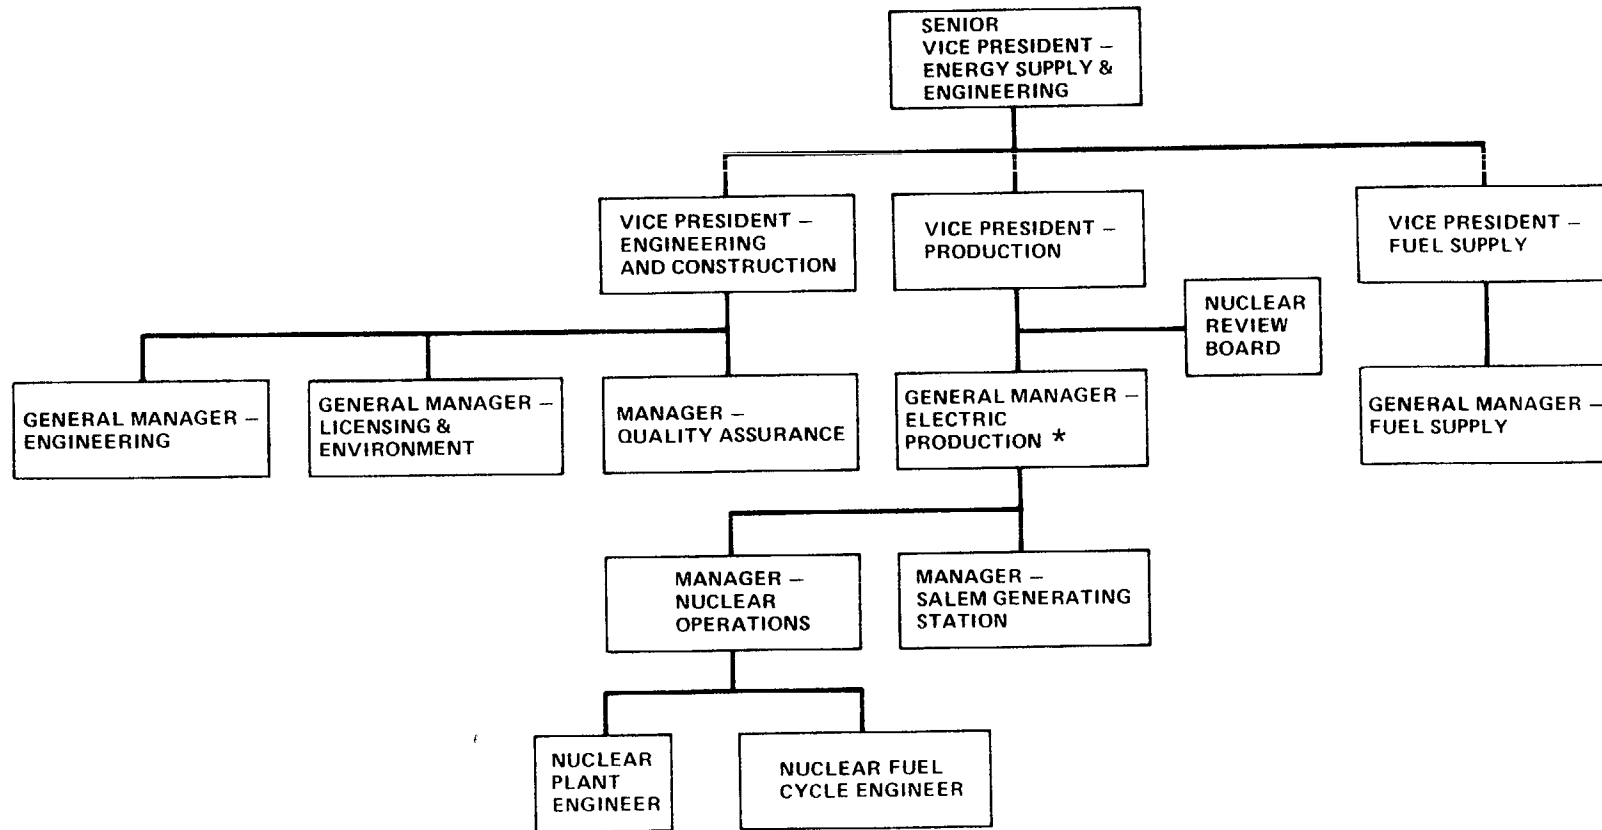 SENIOR
VICE PRESIDENT –
ENERGY SUPPLY &
ENGINEERING
VICE PRESIDENT –
ENGINEERING
AND CONSTRUCTION
VICE PRESIDENT –
PRODUCTION
VICE PRESIDENT –
FUEL SUPPLY
NUCLEAR
REVIEW
BOARD
GENERAL MANAGER –
ENGINEERING
GENERAL MANAGER –
LICENSING &
ENVIRONMENT
MANAGER –
QUALITY ASSURANCE
GENERAL MANAGER –
ELECTRIC
PRODUCTION *
GENERAL MANAGER –
FUEL SUPPLY
MANAGER –
NUCLEAR
OPERATIONS
MANAGER –
SALEM GENERATING
STATION
NUCLEAR
PLANT
ENGINEER
NUCLEAR FUEL
CYCLE ENGINEER